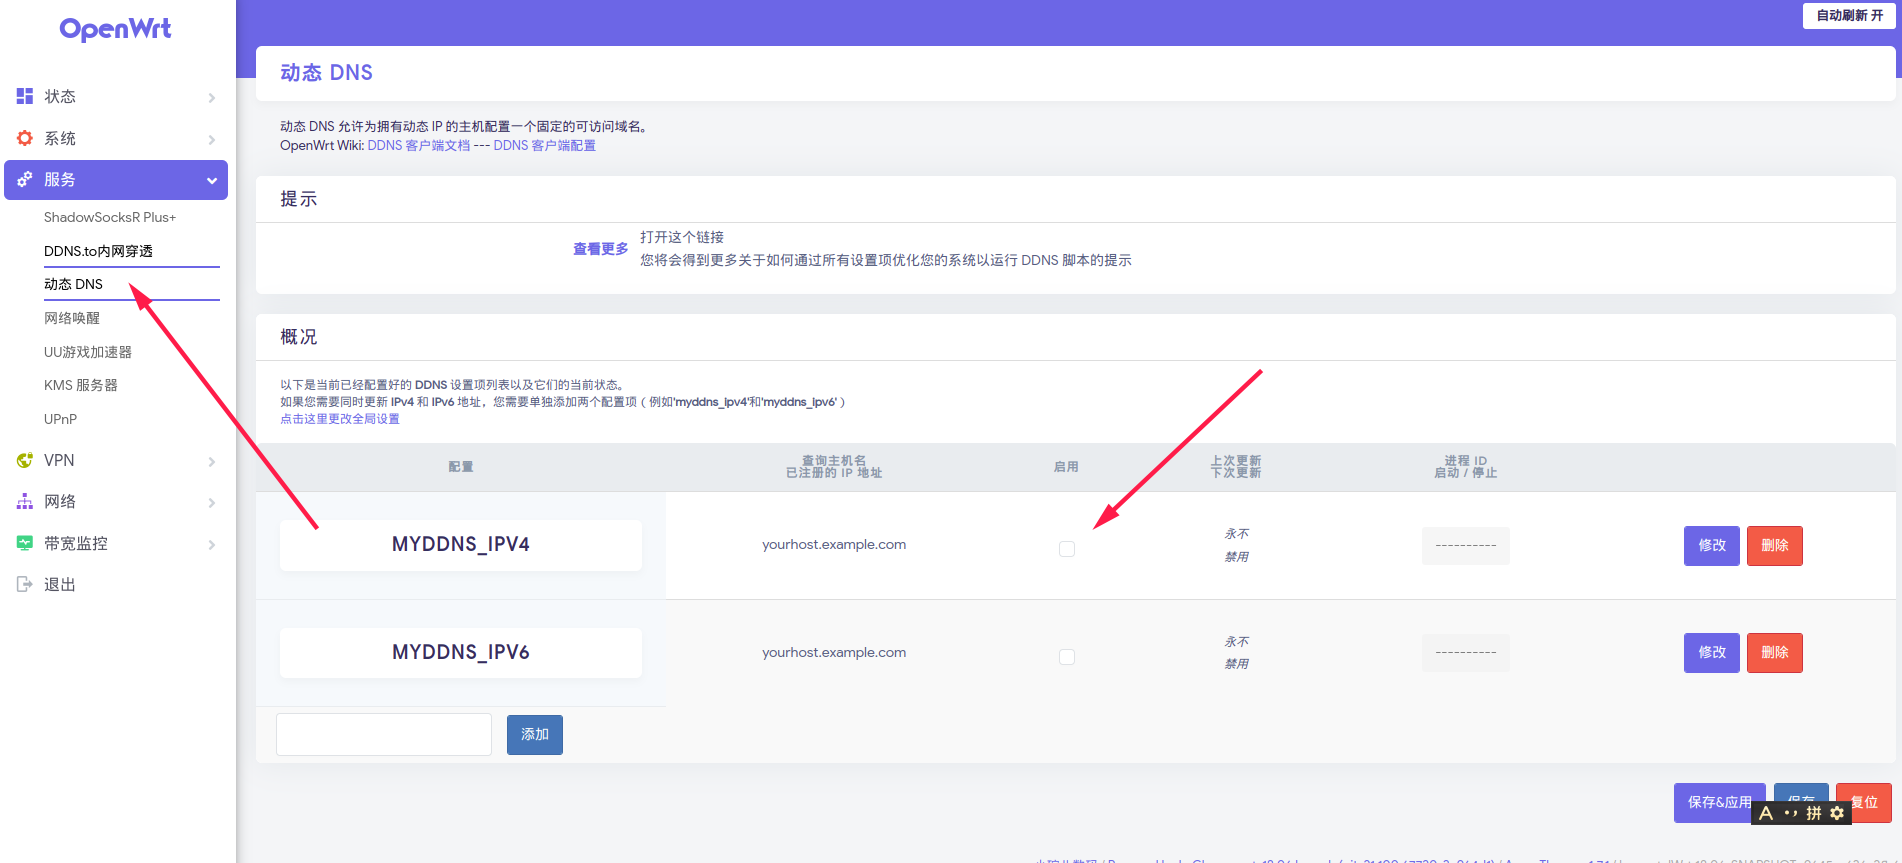 OpenWrt
自动刷新 开
状态
系统
服务
ShadowSocksR Plus+
DDNS.to内网穿透
动态 DNS
网络唤醒
UU游戏加速器
KMS 服务器
UPnP
VPN
网络
带宽监控
退出
动态 DNS
动态 DNS 允许为拥有动态 IP 的主机配置一个固定的可访问域名。
OpenWrt Wiki: DDNS 客户端文档 --- DDNS 客户端配置
提示
查看更多
打开这个链接
您将会得到更多关于如何通过所有设置项优化您的系统以运行 DDNS 脚本的提示
概况
以下是当前已经配置好的 DDNS 设置项列表以及它们的当前状态。
如果您需要同时更新 IPv4 和 IPv6 地址，您需要单独添加两个配置项（例如'myddns_ipv4'和'myddns_ipv6'）
点击这里更改全局设置
配置
查询主机名
已注册的 IP 地址
启用
上次更新
下次更新
进程 ID
启动 / 停止
MYDDNS_IPV4
yourhost.example.com
永不
禁用
----------
修改
删除
MYDDNS_IPV6
yourhost.example.com
永不
禁用
----------
修改
删除
添加
保存&应用
保存
复位
A •, 拼